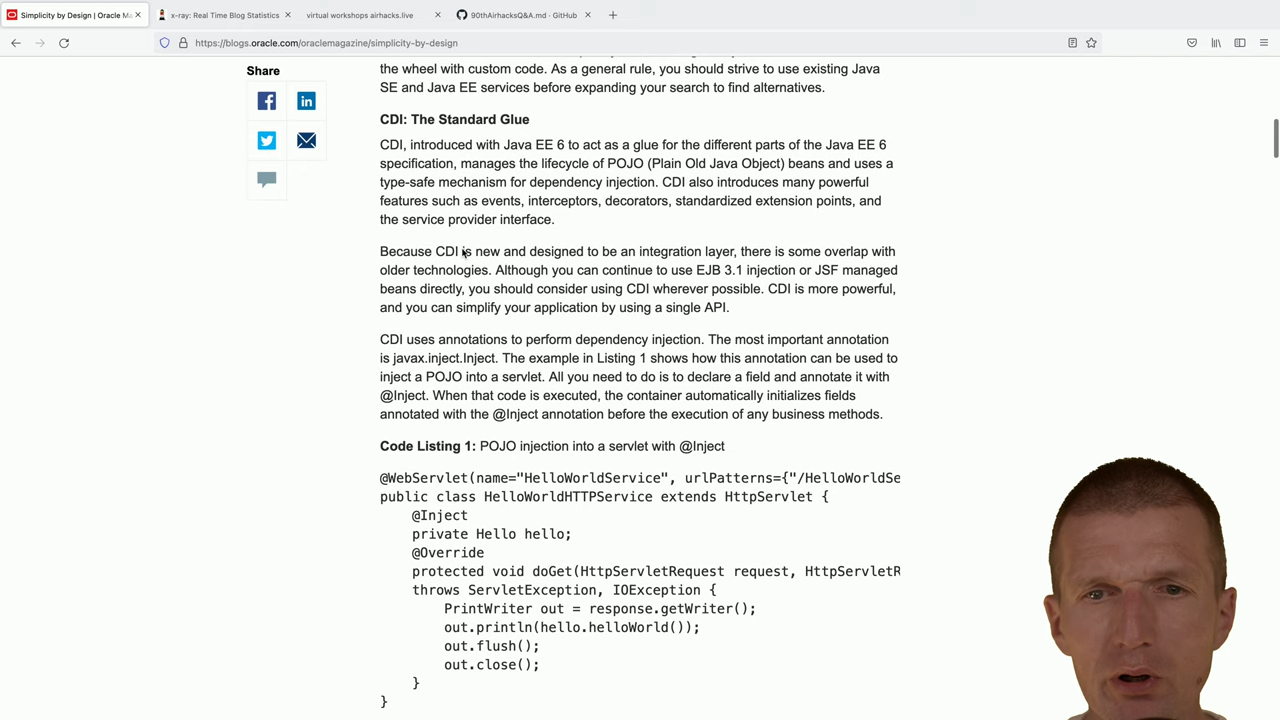 Simplicity by Design | Oracle Ma
x-ray: Real Time Blog Statistics
virtual workshops airhacks.live
90thAirhacksQ&A.md · GitHub
https://blogs.oracle.com/oraclemagazine/simplicity-by-design
Share
the wheel with custom code. As a general rule, you should strive to use existing Java
SE and Java EE services before expanding your search to find alternatives.
CDI: The Standard Glue
CDI, introduced with Java EE 6 to act as a glue for the different parts of the Java EE 6
specification, manages the lifecycle of POJO (Plain Old Java Object) beans and uses a
type-safe mechanism for dependency injection. CDI also introduces many powerful
features such as events, interceptors, decorators, standardized extension points, and
the service provider interface.
Because CDI is new and designed to be an integration layer, there is some overlap with
older technologies. Although you can continue to use EJB 3.1 injection or JSF managed
beans directly, you should consider using CDI wherever possible. CDI is more powerful,
and you can simplify your application by using a single API.
CDI uses annotations to perform dependency injection. The most important annotation
is javax.inject.Inject. The example in Listing 1 shows how this annotation can be used to
inject a POJO into a servlet. All you need to do is to declare a field and annotate it with
@Inject. When that code is executed, the container automatically initializes fields
annotated with the @Inject annotation before the execution of any business methods.
Code Listing 1: POJO injection into a servlet with @Inject
@WebServlet(name="HelloWorldService", urlPatterns={"/HelloWorldSe
public class HelloWorldHTTPService extends HttpServlet {
@Inject
private Hello hello;
@Override
protected void doGet(HttpServletRequest request, HttpServletR
throws ServletException, IOException {
PrintWriter out = response.getWriter();
out.println(hello.helloWorld());
out.flush();
out.close();
}
}